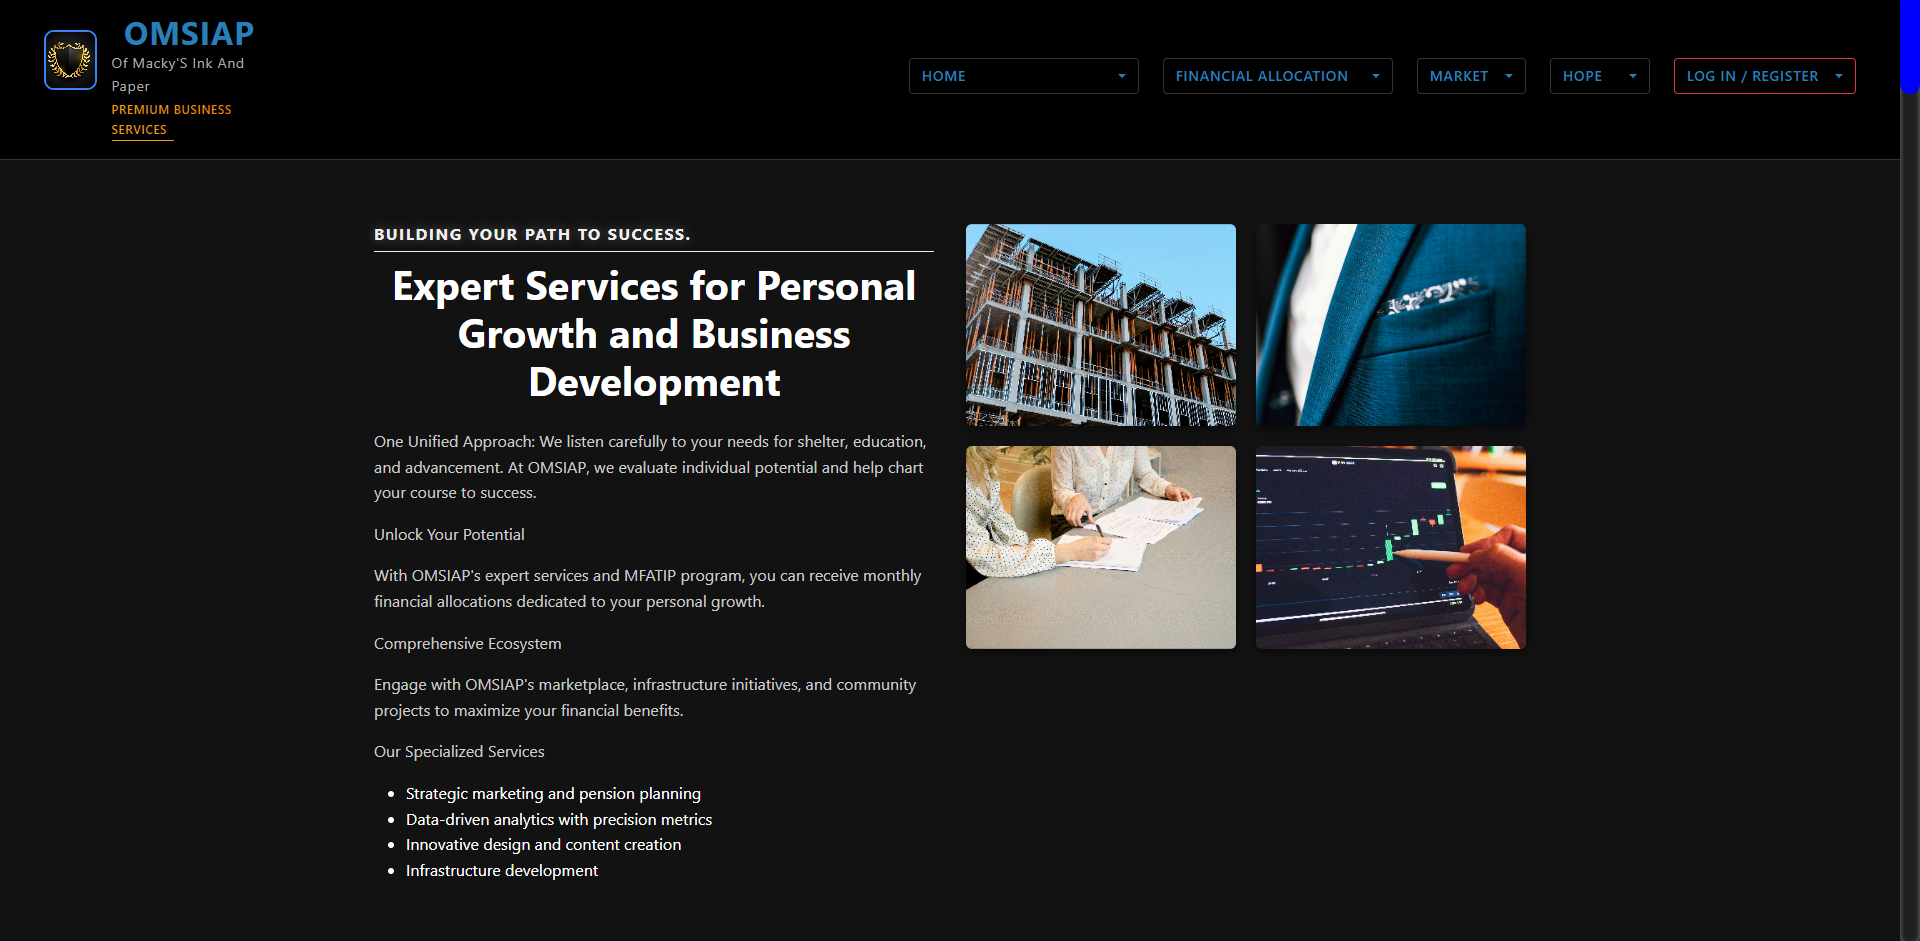 OMSIAP
Of Macky'S Ink And
Paper
PREMIUM BUSINESS
SERVICES
HOME
FINANCIAL ALLOCATION
MARKET
HOPE
LOG IN / REGISTER
BUILDING YOUR PATH TO SUCCESS.
Expert Services for Personal
Growth and Business
Development
One Unified Approach: We listen carefully to your needs for shelter, education,
and advancement. At OMSIAP, we evaluate individual potential and help chart
your course to success.
Unlock Your Potential
With OMSIAP's expert services and MFATIP program, you can receive monthly
financial allocations dedicated to your personal growth.
Comprehensive Ecosystem
Engage with OMSIAP's marketplace, infrastructure initiatives, and community
projects to maximize your financial benefits.
Our Specialized Services
Strategic marketing and pension planning
Data-driven analytics with precision metrics
Innovative design and content creation
Infrastructure development